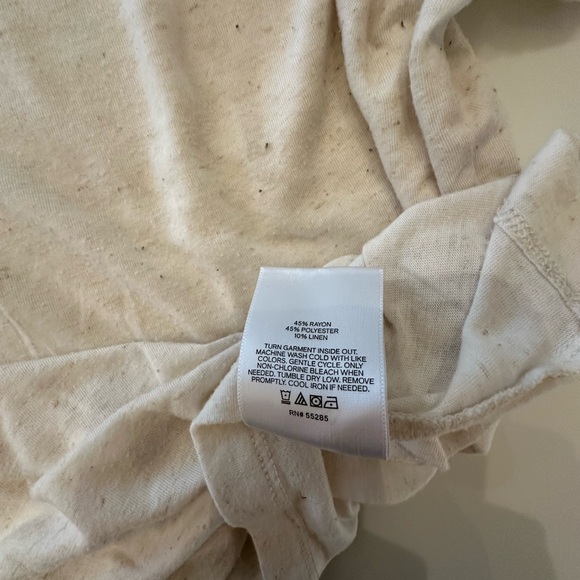 45% RAYON
45% POLYESTER
10% LINEN
TURN GARMENT INSIDE OUT.
MACHINE WASH COLD WITH LIKE
COLORS. GENTLE CYCLE. ONLY
NON-CHLORINE BLEACH WHEN
NEEDED. TUMBLE DRY LOW. REMOVE
PROMPTLY. COOL IRON IF NEEDED.
RN# 55285